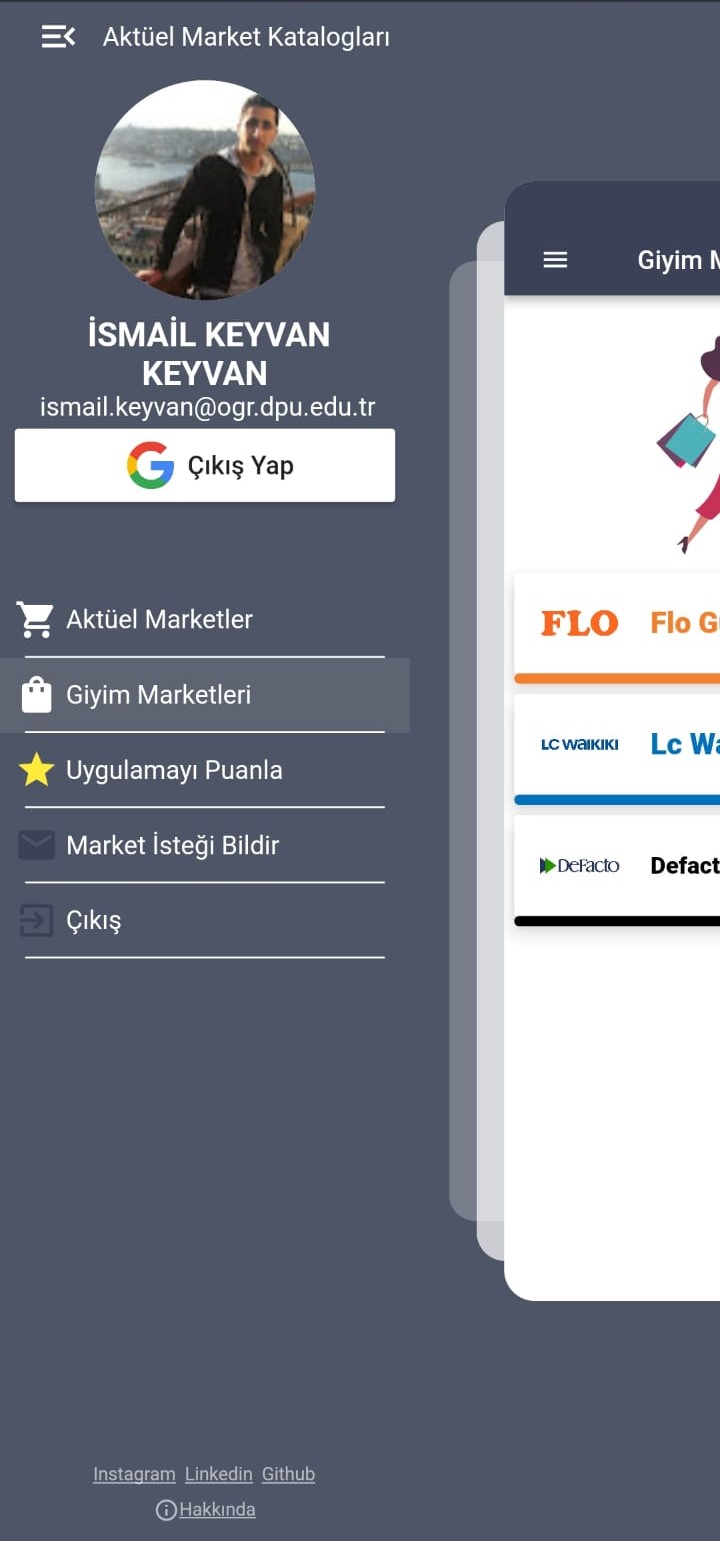 Aktüel Market Katalogları
İSMAİL KEYVAN
KEYVAN
ismail.keyvan@ogr.dpu.edu.tr
Çıkış Yap
Aktüel Marketler
Giyim Marketleri
Uygulamayı Puanla
Market İsteği Bildir
Çıkış
Instagram Linkedin Github
Hakkında
Giyim
FLO Flo
LC WAIKIKI Lc
DeFacto Defact